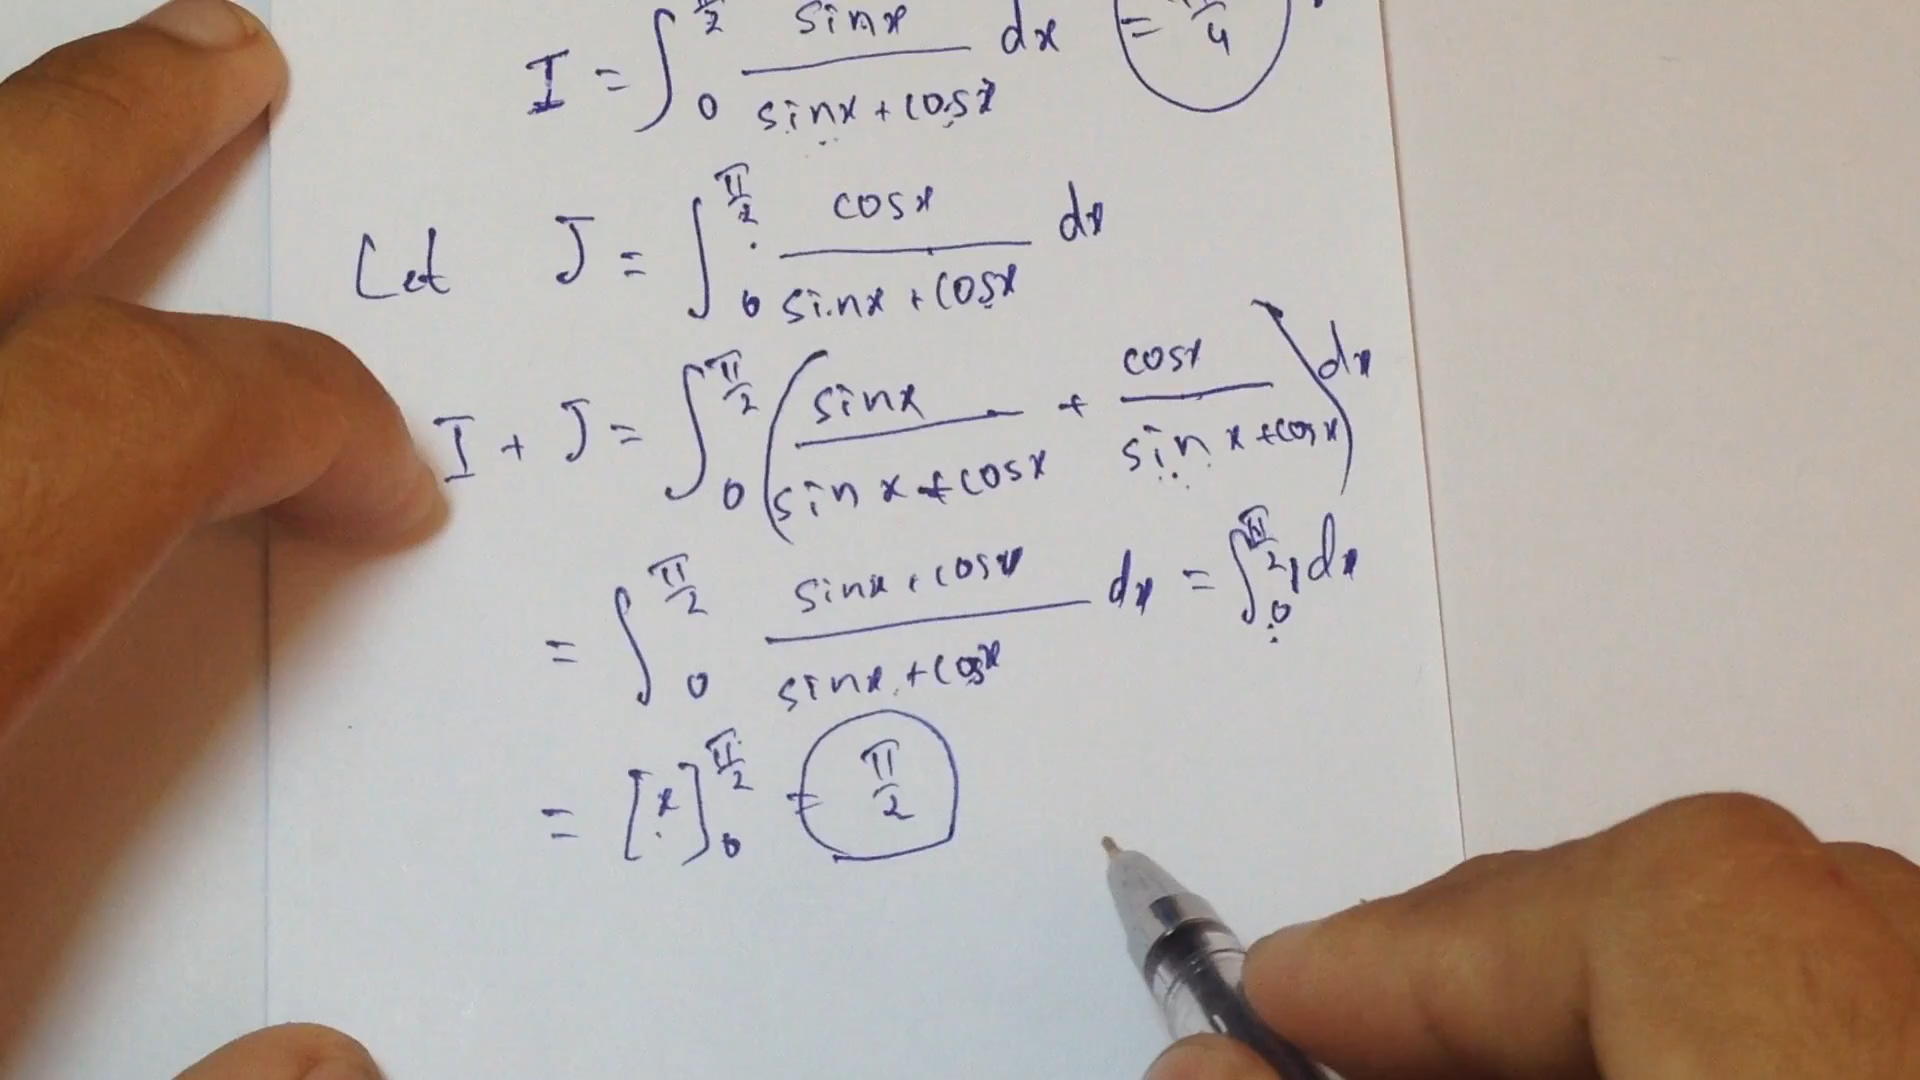 I = ∫₀^{π/2} sinx / (sinx + cosx) dx = π/4
Let J = ∫₀^{π/2} cosx / (sinx + cosx) dx
I + J = ∫₀^{π/2} ( sinx / (sinx + cosx) + cosx / (sinx + cosx) ) dx
= ∫₀^{π/2} (sinx + cosx) / (sinx + cosx) dx = ∫₀^{π/2} 1 dx
= [x]₀^{π/2} = π/2